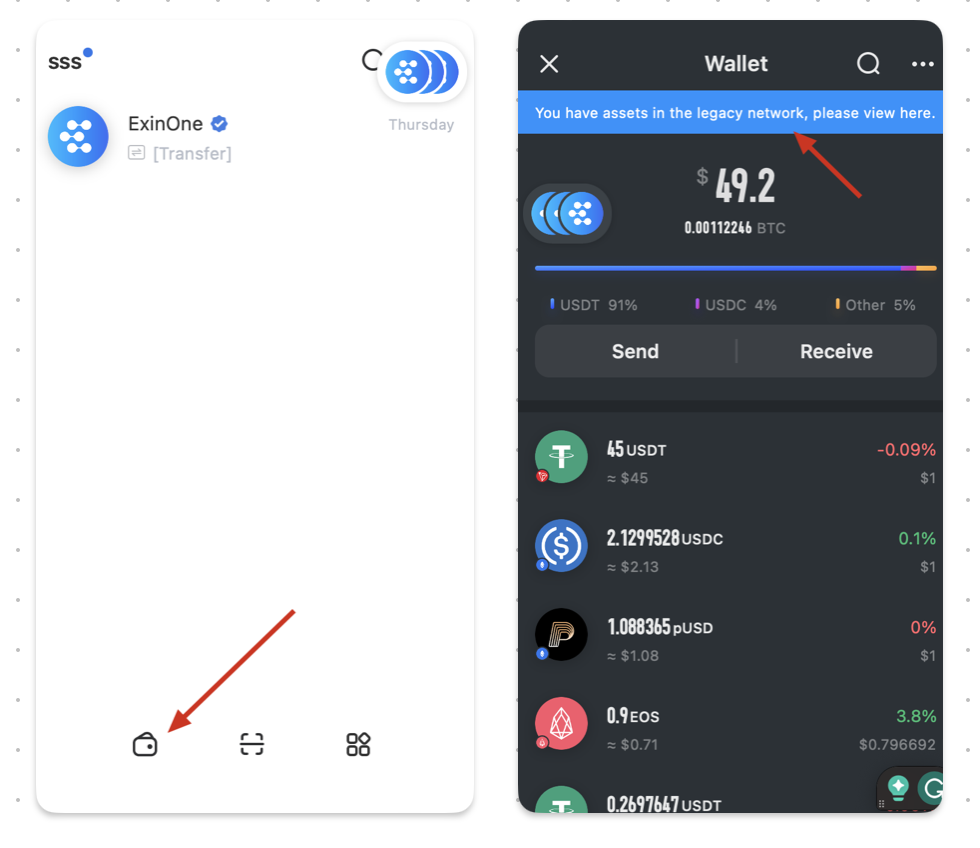 sss
Thursday
ExinOne
[Transfer]
Wallet
You have assets in the legacy network, please view here.
$ 49.2
0.00112246 BTC
USDT 91% USDC 4% Other 5%
Send Receive
45 USDT -0.09%
≈ $45 $1
2.1299528 USDC 0.1%
≈ $2.13 $1
1.088365 pUSD 0%
≈ $1.08 $1
0.9 EOS 3.8%
≈ $0.71 $0.796692
0.2697647 USDT